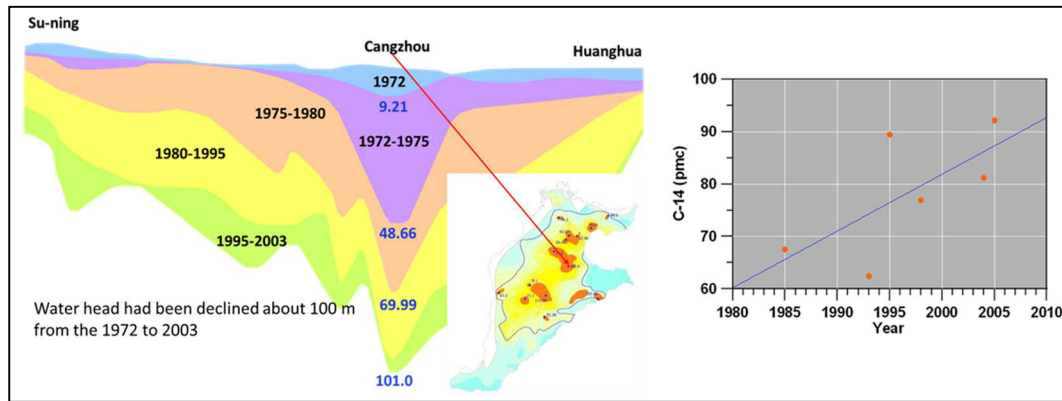 Su-ning
Cangzhou
Huanghua
1972
9.21
1975-1980
1972-1975
1980-1995
48.66
1995-2003
69.99
Water head had been declined about 100 m
from the 1972 to 2003
101.0
100
90
80
70
60
C-14 (pmc)
1980 1985 1990 1995 2000 2005 2010
Year